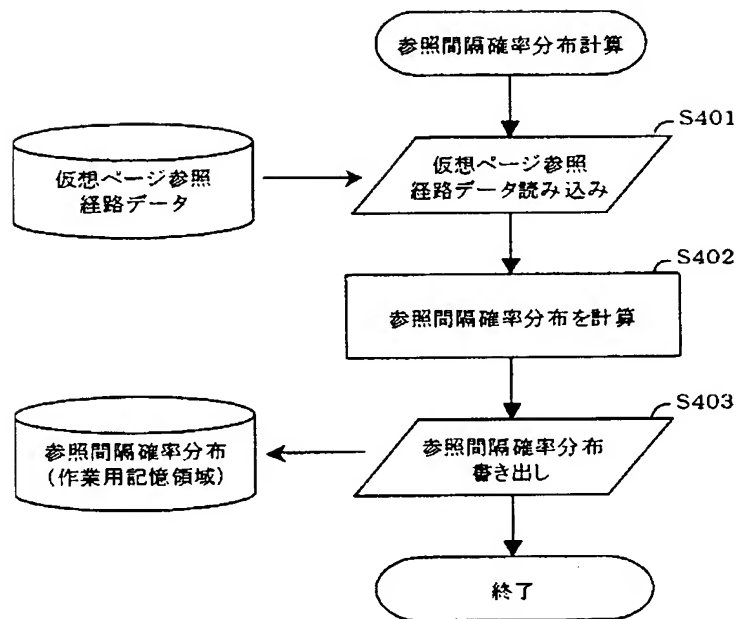 参照間隔確率分布計算
S401
仮想ページ参照
経路データ
仮想ページ参照
経路データ読み込み
S402
参照間隔確率分布を計算
S403
参照間隔確率分布
(作業用記憶領域)
参照間隔確率分布
書き出し
終了